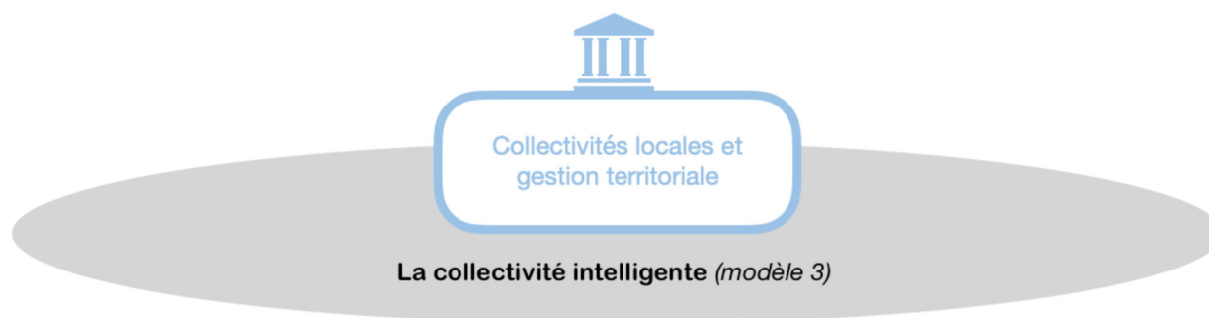 Collectivités locales et
gestion territoriale
La collectivité intelligente (modèle 3)